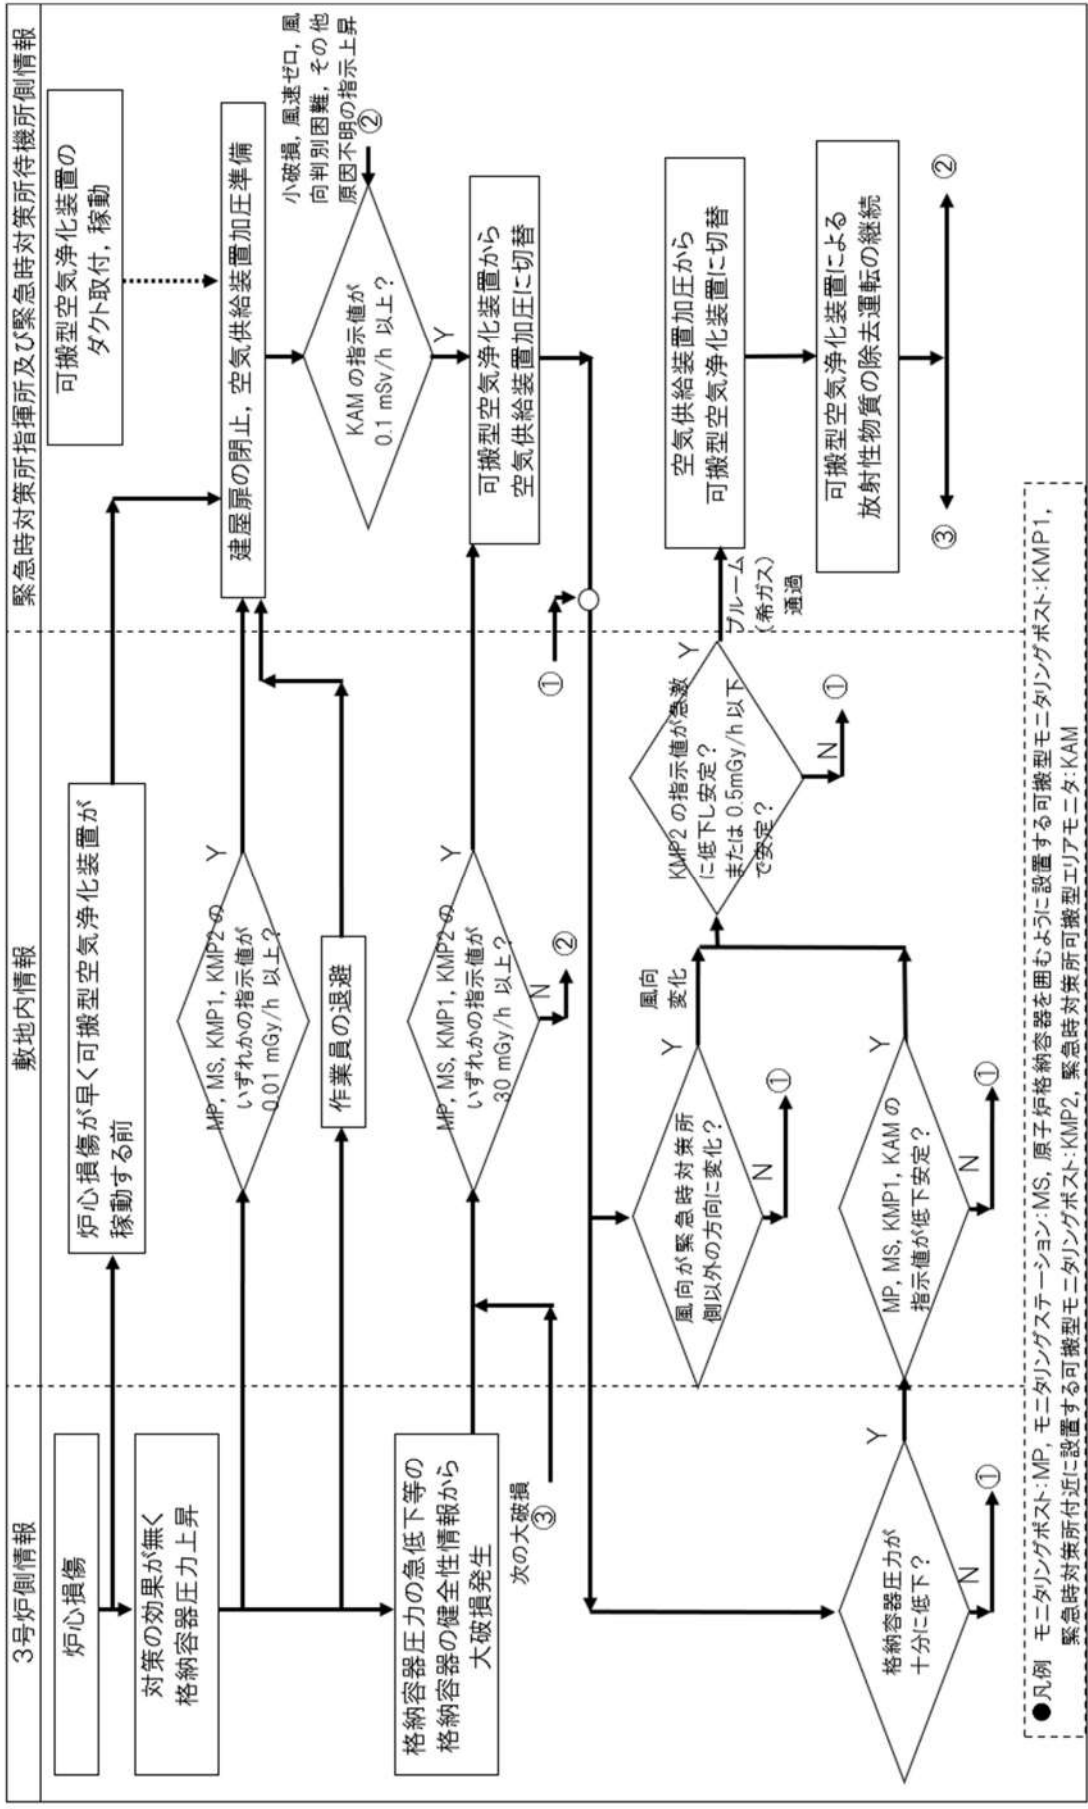 3号炉側情報
敷地内情報
緊急時対策所指揮所及び緊急時対策所待機所側情報
炉心損傷
炉心損傷が早く可搬型空気浄化装置が
稼動する前
可搬型空気浄化装置の
ダクト取付，稼動
対策の効果が無く
格納容器圧力上昇
MP, MS, KMP1, KMP2 の
いずれかの指示値が
0.01 mGy/h 以上？
Y
建屋扉の閉止，空気供給装置加圧準備
作業員の退避
小破損，風速ゼロ，風
向判別困難，その他
原因不明の指示上昇
②
KAM の指示値が
0.1 mSv/h 以上？
Y
格納容器圧力の急低下等の
格納容器の健全性情報から
大破損発生
MP, MS, KMP1, KMP2 の
いずれかの指示値が
30 mGy/h 以上？
Y
N
②
可搬型空気浄化装置から
空気供給装置加圧に切替
次の大破損
③
①
風向が緊急時対策所
側以外の方向に変化？
Y
N
①
風向
変化
KMP2 の指示値が急激
に低下し安定？
または 0.5mGy/h 以下
で安定？
Y
N
①
プルーム
（希ガス）
通過
空気供給装置加圧から
可搬型空気浄化装置に切替
可搬型空気浄化装置による
放射性物質の除去運転の継続
③
②
格納容器圧力が
十分に低下？
Y
N
①
MP, MS, KMP1, KAM の
指示値が低下安定？
Y
N
①
●凡例　モニタリングポスト：MP，モニタリングステーション：MS，原子炉格納容器を囲むように設置する可搬型モニタリングポスト：KMP1，
緊急時対策所付近に設置する可搬型モニタリングポスト：KMP2，緊急時対策所可搬型エリアモニタ：KAM